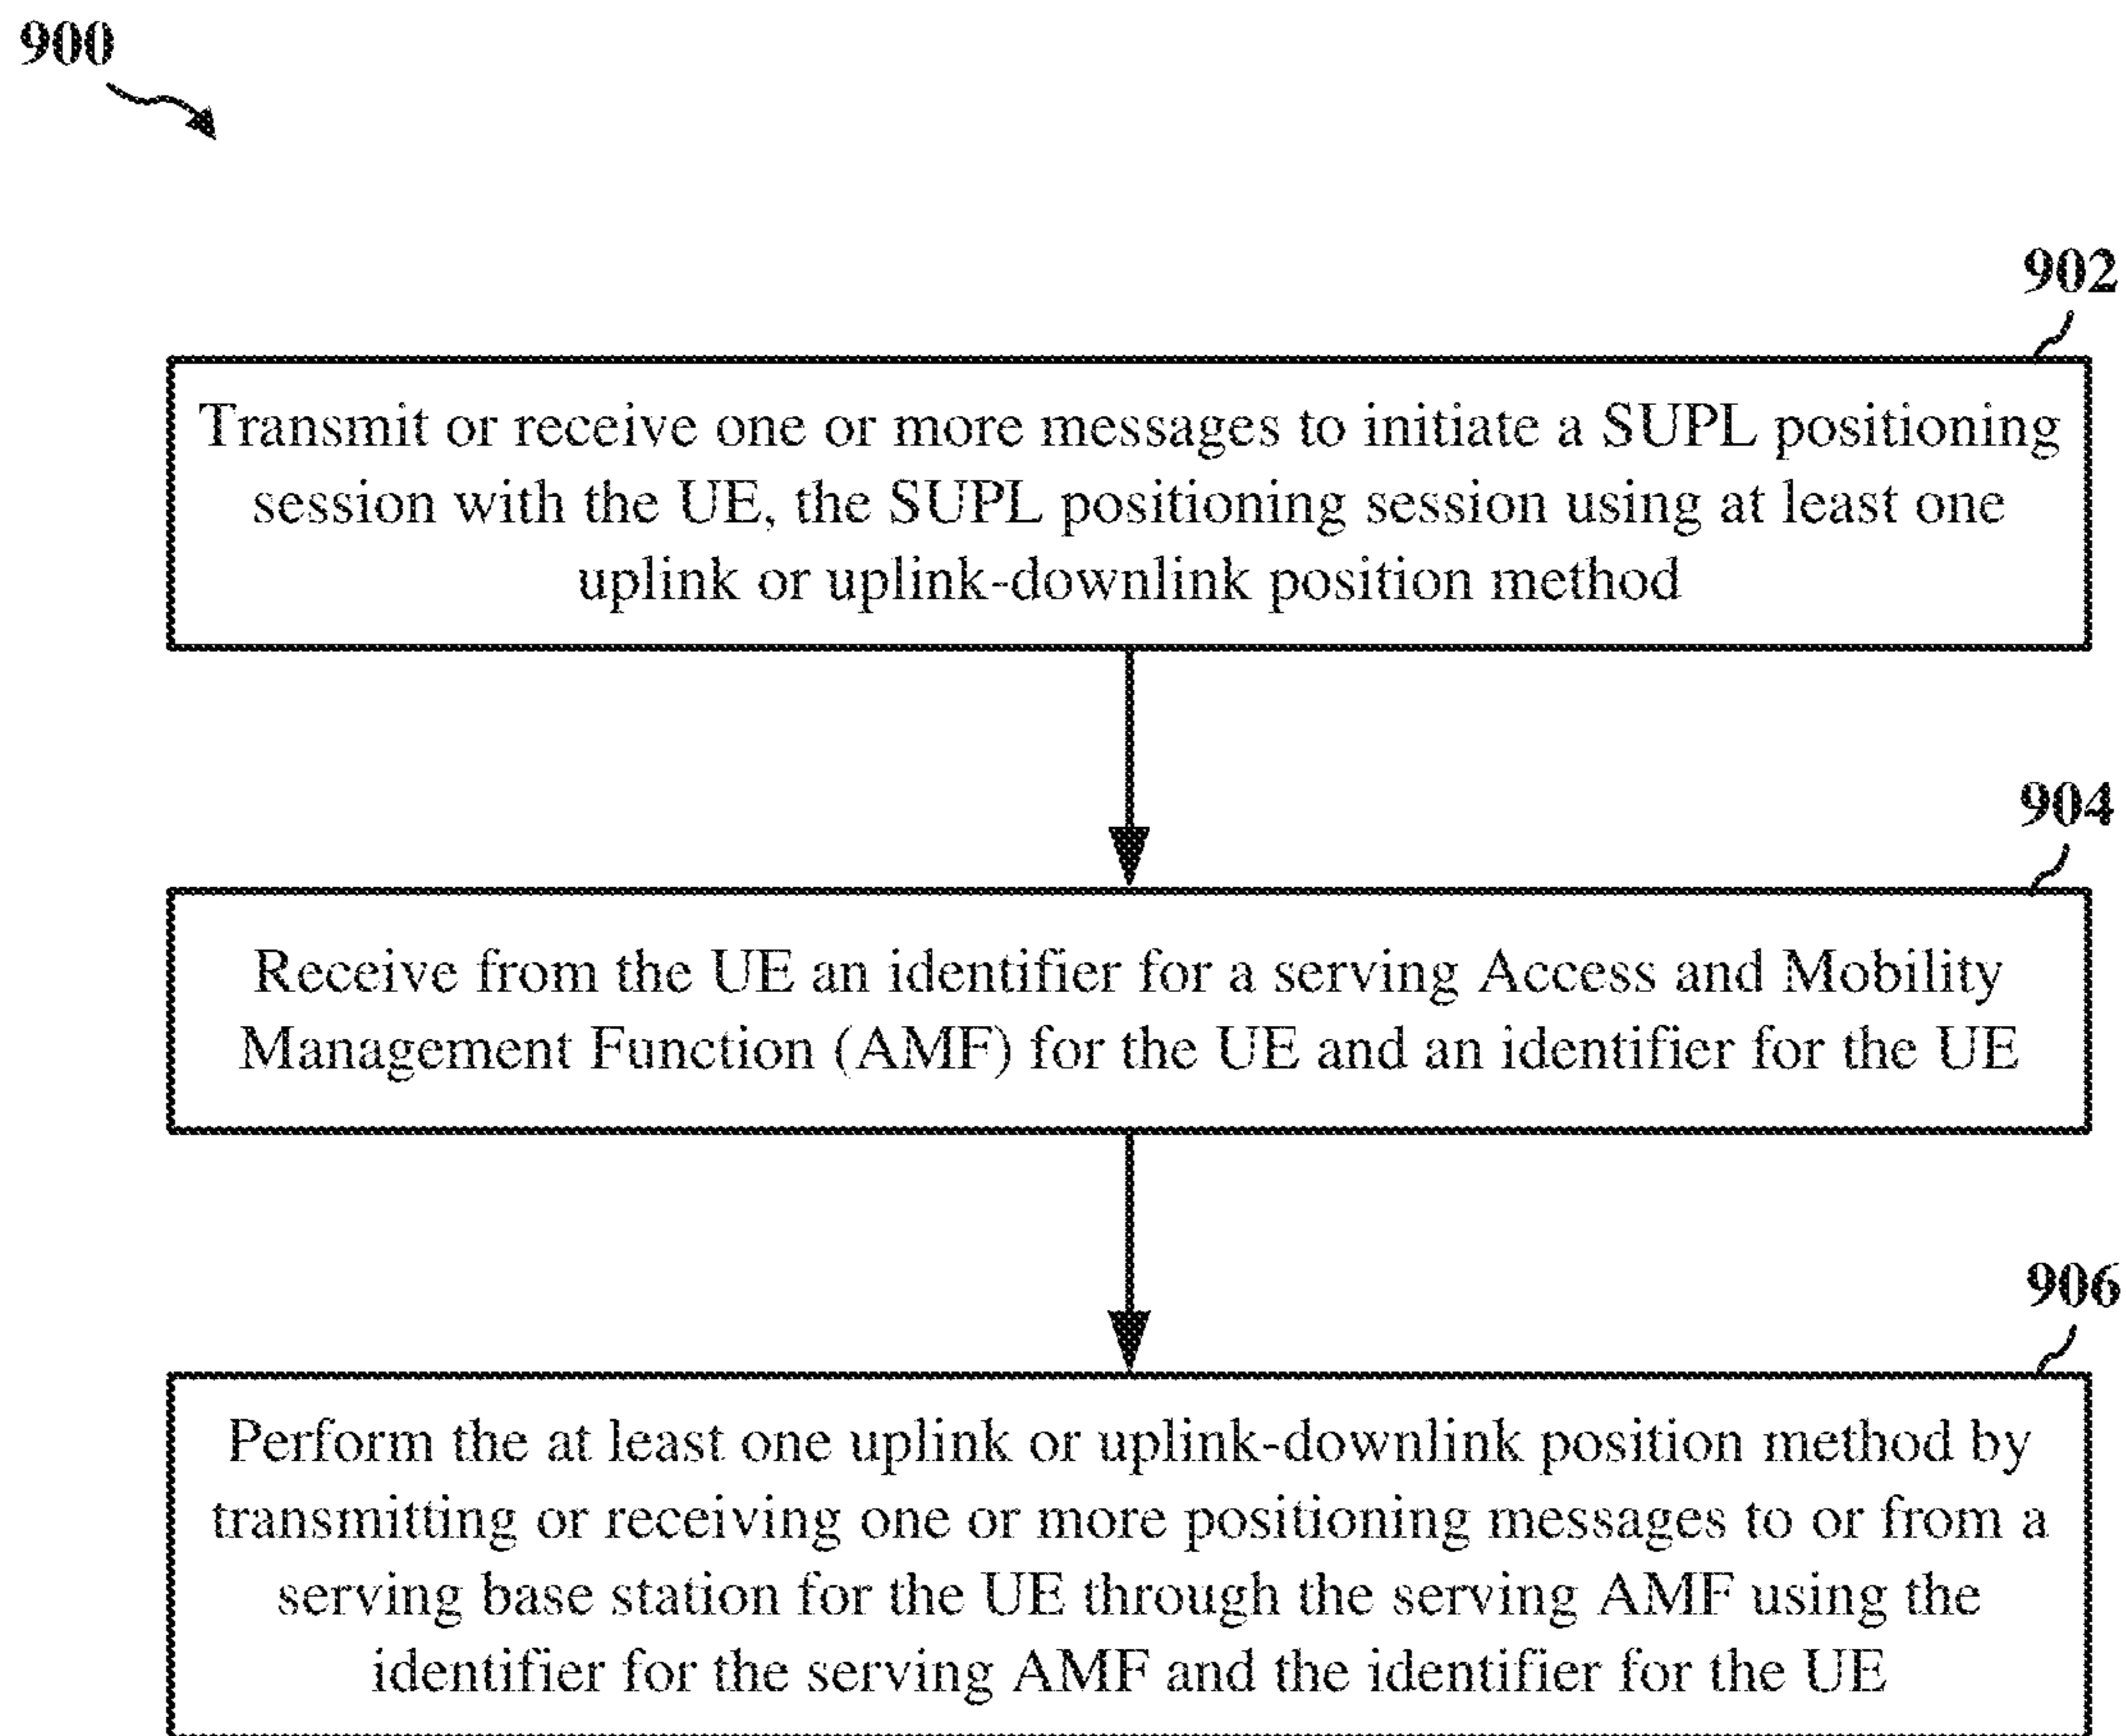 900
902
Transmit or receive one or more messages to initiate a SUPL positioning
session with the UE, the SUPL positioning session using at least one
uplink or uplink-downlink position method
904
Receive from the UE an identifier for a serving Access and Mobility
Management Function (AMF) for the UE and an identifier for the UE
906
Perform the at least one uplink or uplink-downlink position method by
transmitting or receiving one or more positioning messages to or from a
serving base station for the UE through the serving AMF using the
identifier for the serving AMF and the identifier for the UE